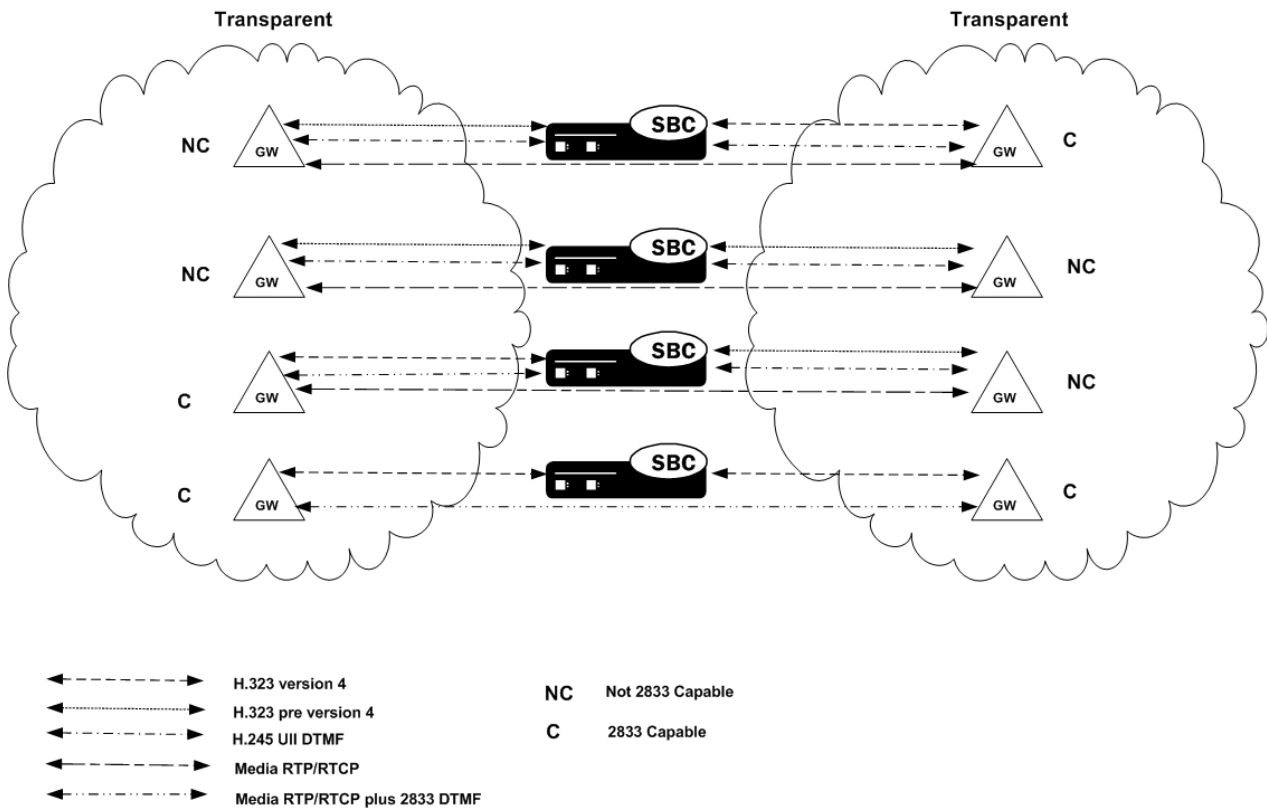 Transparent
Transparent
NC
GW
SBC
GW
C
NC
GW
SBC
GW
NC
C
GW
SBC
GW
NC
C
GW
SBC
GW
C
H.323 version 4
H.323 pre version 4
H.245 UII DTMF
Media RTP/RTCP
Media RTP/RTCP plus 2833 DTMF
NC Not 2833 Capable
C 2833 Capable